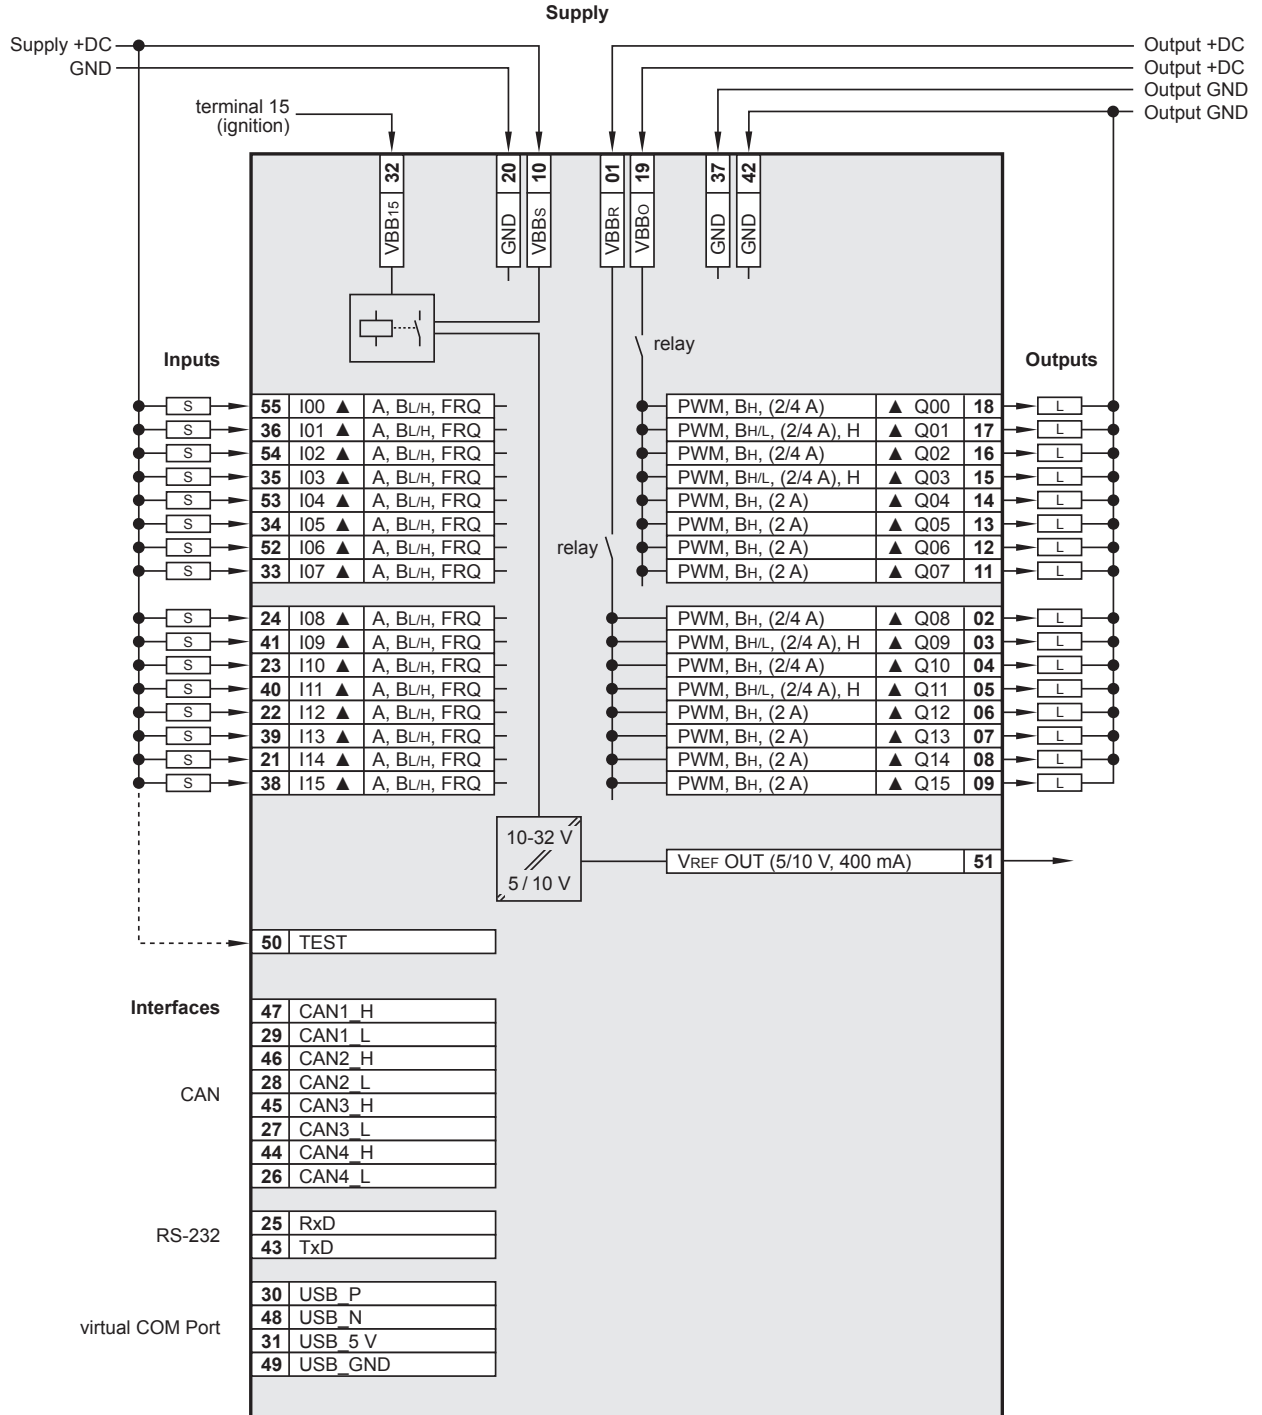 Supply
Supply +DC
GND
Output +DC
Output +DC
Output GND
Output GND
terminal 15
(ignition)
32 VBB15
20 GND
10 VBBS
01 VBBR
19 VBBO
37 GND
42 GND
relay
relay
Inputs
S 55 I00 ▲ A, BL/H, FRQ
S 36 I01 ▲ A, BL/H, FRQ
S 54 I02 ▲ A, BL/H, FRQ
S 35 I03 ▲ A, BL/H, FRQ
S 53 I04 ▲ A, BL/H, FRQ
S 34 I05 ▲ A, BL/H, FRQ
S 52 I06 ▲ A, BL/H, FRQ
S 33 I07 ▲ A, BL/H, FRQ
S 24 I08 ▲ A, BL/H, FRQ
S 41 I09 ▲ A, BL/H, FRQ
S 23 I10 ▲ A, BL/H, FRQ
S 40 I11 ▲ A, BL/H, FRQ
S 22 I12 ▲ A, BL/H, FRQ
S 39 I13 ▲ A, BL/H, FRQ
S 21 I14 ▲ A, BL/H, FRQ
S 38 I15 ▲ A, BL/H, FRQ
Outputs
PWM, BH, (2/4 A) ▲ Q00 18 L
PWM, BH/L, (2/4 A), H ▲ Q01 17 L
PWM, BH, (2/4 A) ▲ Q02 16 L
PWM, BH/L, (2/4 A), H ▲ Q03 15 L
PWM, BH, (2 A) ▲ Q04 14 L
PWM, BH, (2 A) ▲ Q05 13 L
PWM, BH, (2 A) ▲ Q06 12 L
PWM, BH, (2 A) ▲ Q07 11 L
PWM, BH, (2/4 A) ▲ Q08 02 L
PWM, BH/L, (2/4 A), H ▲ Q09 03 L
PWM, BH, (2/4 A) ▲ Q10 04 L
PWM, BH/L, (2/4 A), H ▲ Q11 05 L
PWM, BH, (2 A) ▲ Q12 06 L
PWM, BH, (2 A) ▲ Q13 07 L
PWM, BH, (2 A) ▲ Q14 08 L
PWM, BH, (2 A) ▲ Q15 09 L
10-32 V
//
5 / 10 V
VREF OUT (5/10 V, 400 mA) 51
50 TEST
Interfaces
CAN
47 CAN1_H
29 CAN1_L
46 CAN2_H
28 CAN2_L
45 CAN3_H
27 CAN3_L
44 CAN4_H
26 CAN4_L
RS-232
25 RxD
43 TxD
virtual COM Port
30 USB_P
48 USB_N
31 USB_5 V
49 USB_GND